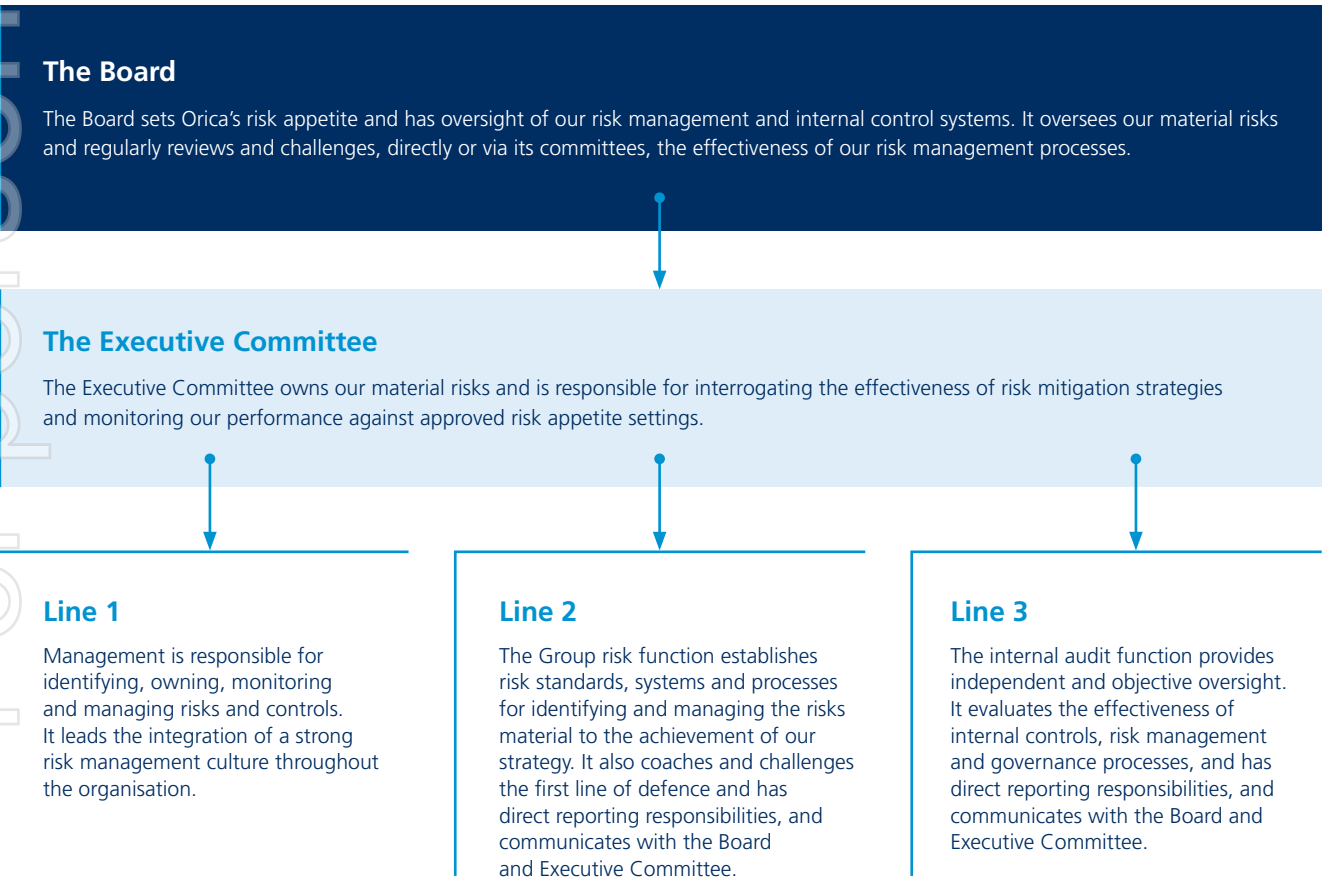 The Board
The Board sets Orica's risk appetite and has oversight of our risk management and internal control systems. It oversees our material risks
and regularly reviews and challenges, directly or via its committees, the effectiveness of our risk management processes.
The Executive Committee
The Executive Committee owns our material risks and is responsible for interrogating the effectiveness of risk mitigation strategies
and monitoring our performance against approved risk appetite settings.
Line 1
Management is responsible for
identifying, owning, monitoring
and managing risks and controls.
It leads the integration of a strong
risk management culture throughout
the organisation.
Line 2
The Group risk function establishes
risk standards, systems and processes
for identifying and managing the risks
material to the achievement of our
strategy. It also coaches and challenges
the first line of defence and has
direct reporting responsibilities, and
communicates with the Board
and Executive Committee.
Line 3
The internal audit function provides
independent and objective oversight.
It evaluates the effectiveness of
internal controls, risk management
and governance processes, and has
direct reporting responsibilities, and
communicates with the Board and
Executive Committee.